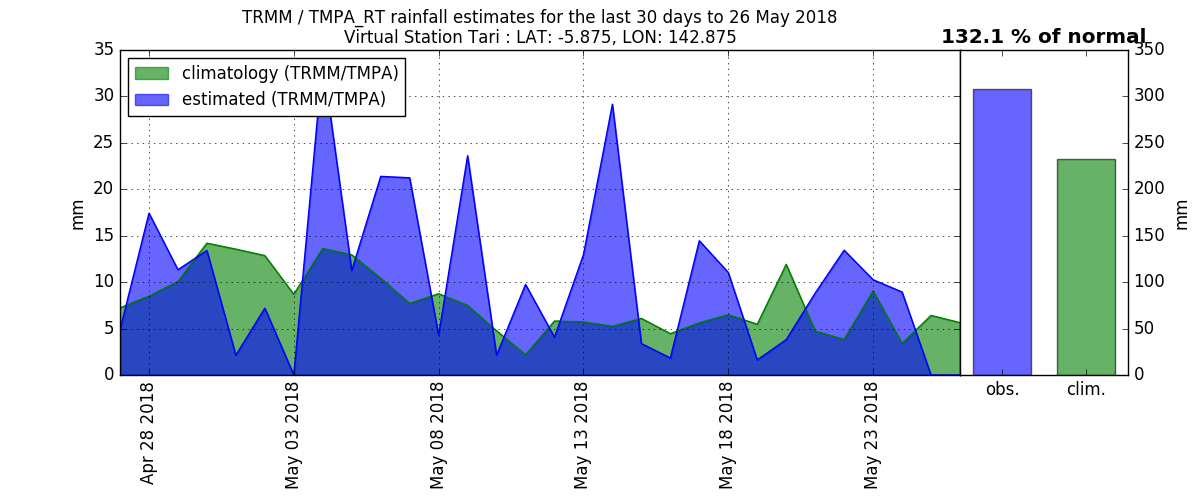 TRMM / TMPA_RT rainfall estimates for the last 30 days to 26 May 2018
Virtual Station Tari : LAT: -5.875, LON: 142.875
132.1 % of normal
climatology (TRMM/TMPA)
estimated (TRMM/TMPA)
35
30
25
20
15
10
5
0
mm
Apr 28 2018
May 03 2018
May 08 2018
May 13 2018
May 18 2018
May 23 2018
350
300
250
200
150
100
50
0
mm
obs.
clim.